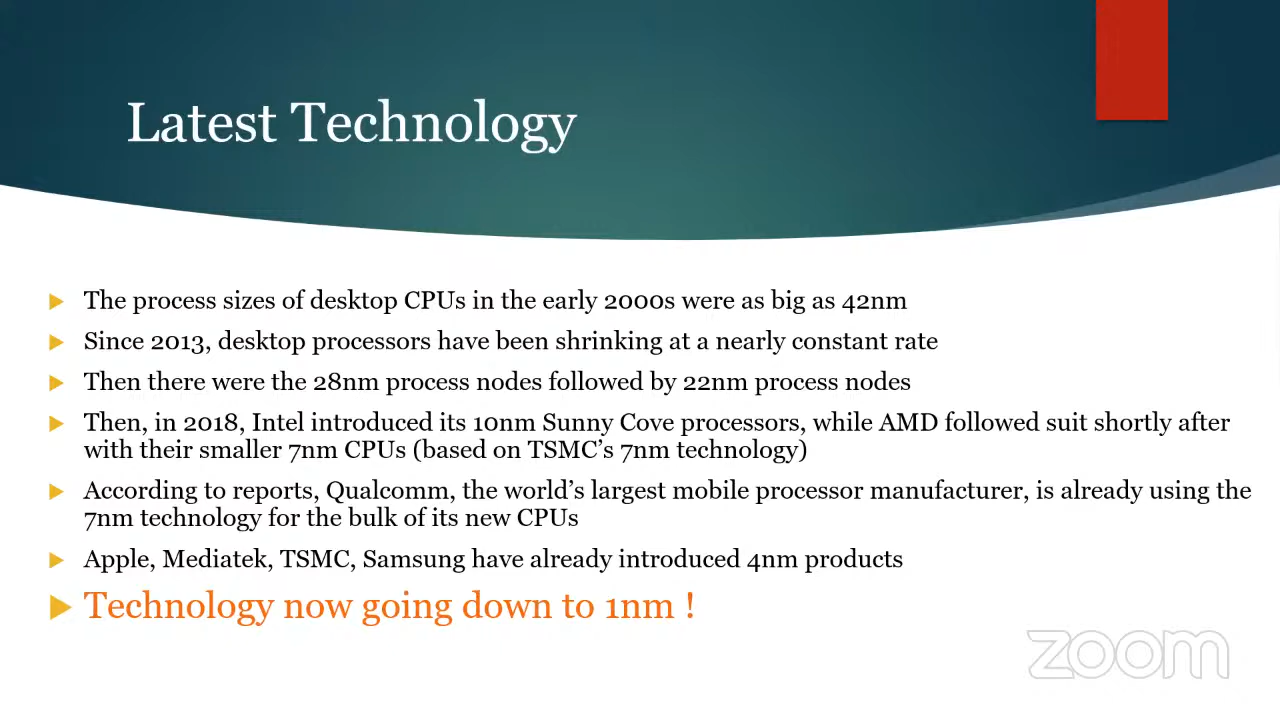 Latest Technology
The process sizes of desktop CPUs in the early 2000s were as big as 42nm
Since 2013, desktop processors have been shrinking at a nearly constant rate
Then there were the 28nm process nodes followed by 22nm process nodes
Then, in 2018, Intel introduced its 10nm Sunny Cove processors, while AMD followed suit shortly after
with their smaller 7nm CPUs (based on TSMC’s 7nm technology)
According to reports, Qualcomm, the world’s largest mobile processor manufacturer, is already using the
7nm technology for the bulk of its new CPUs
Apple, Mediatek, TSMC, Samsung have already introduced 4nm products
Technology now going down to 1nm !
zoom